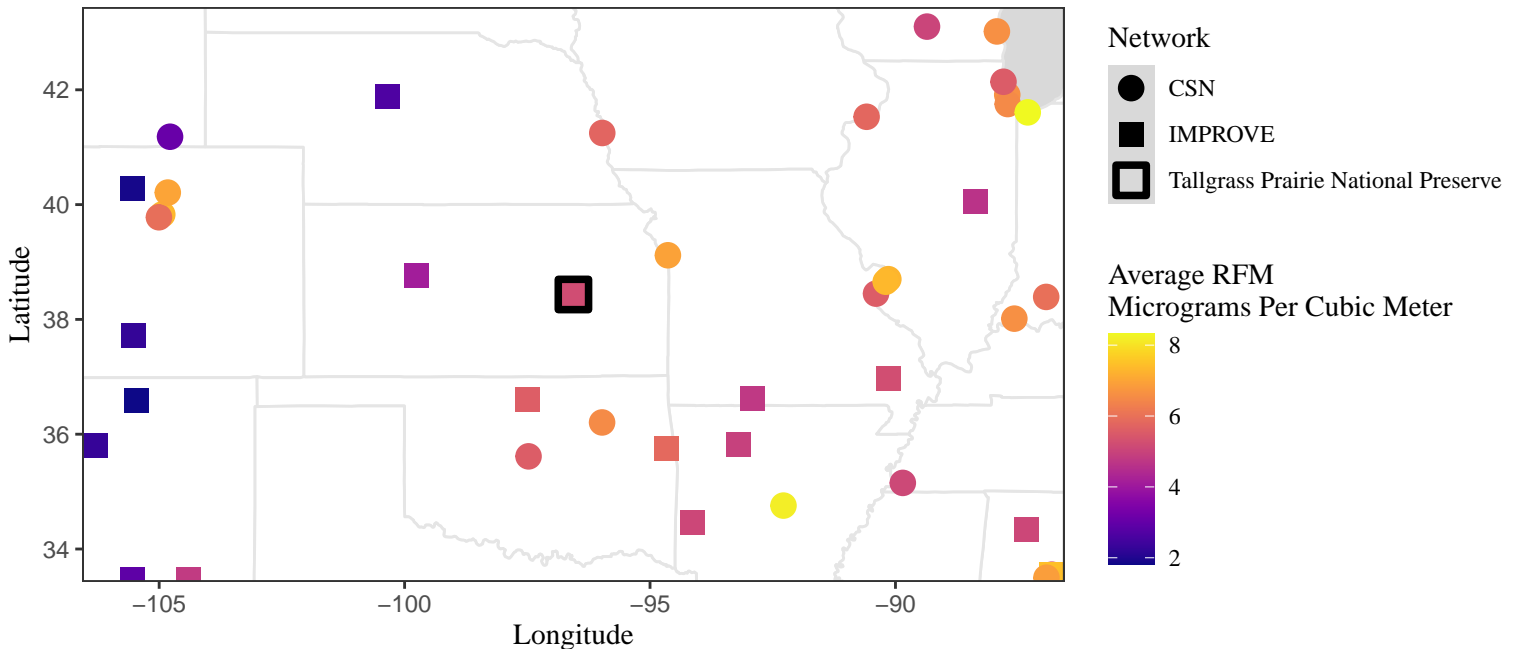 42
40
38
36
34
Latitude
−105
−100
−95
−90
Longitude
Network
CSN
IMPROVE
Tallgrass Prairie National Preserve
Average RFM
Micrograms Per Cubic Meter
8
6
4
2